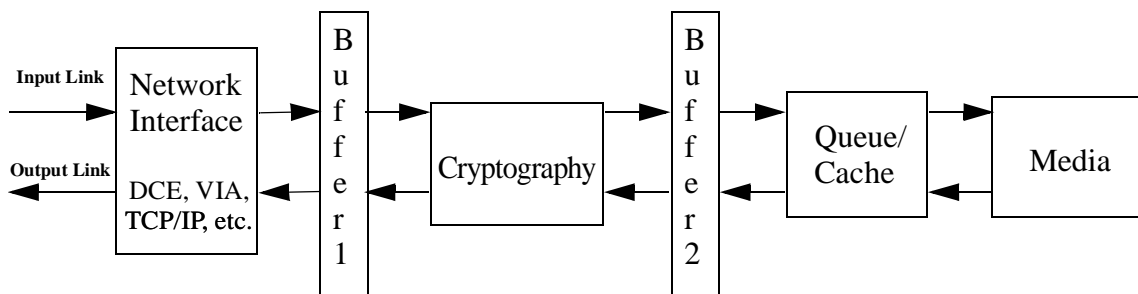 Input Link
Output Link
Network
Interface
DCE, VIA,
TCP/IP, etc.
B
u
f
f
e
r
1
Cryptography
B
u
f
f
e
r
2
Queue/
Cache
Media